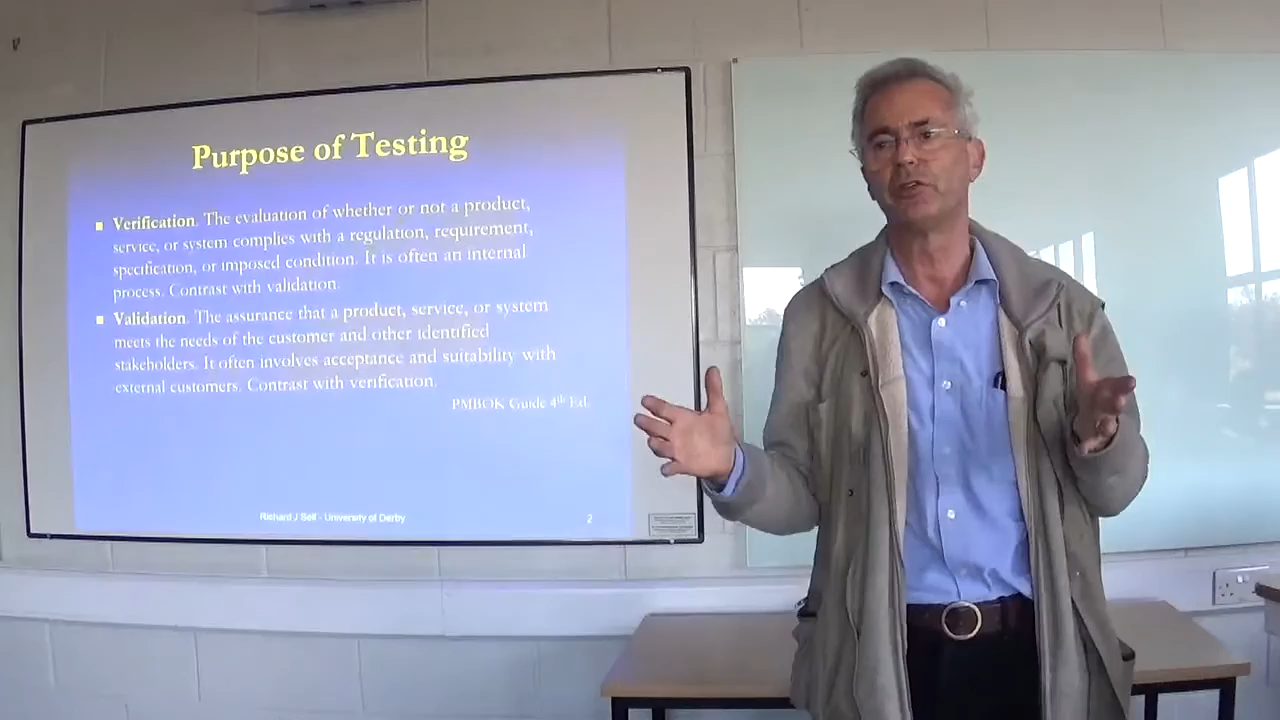 Purpose of Testing
Verification. The evaluation of whether or not a product,
service, or system complies with a regulation, requirement,
specification, or imposed condition. It is often an internal
process. Contrast with validation.
Validation. The assurance that a product, service, or system
meets the needs of the customer and other identified
stakeholders. It often involves acceptance and suitability with
external customers. Contrast with verification.
PMBOK Guide 4th Ed.
Richard J Self - University of Derby
2